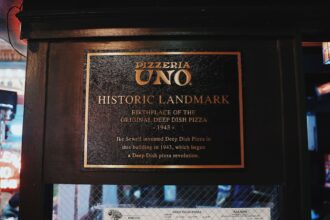 PIZZERIA
UNO
HISTORIC LANDMARK
BIRTHPLACE OF THE
ORIGINAL DEEP DISH PIZZA
- 1943 -
Ike Sewell invented Deep Dish Pizza in
this building in 1943, which began
a Deep Dish pizza revolution.